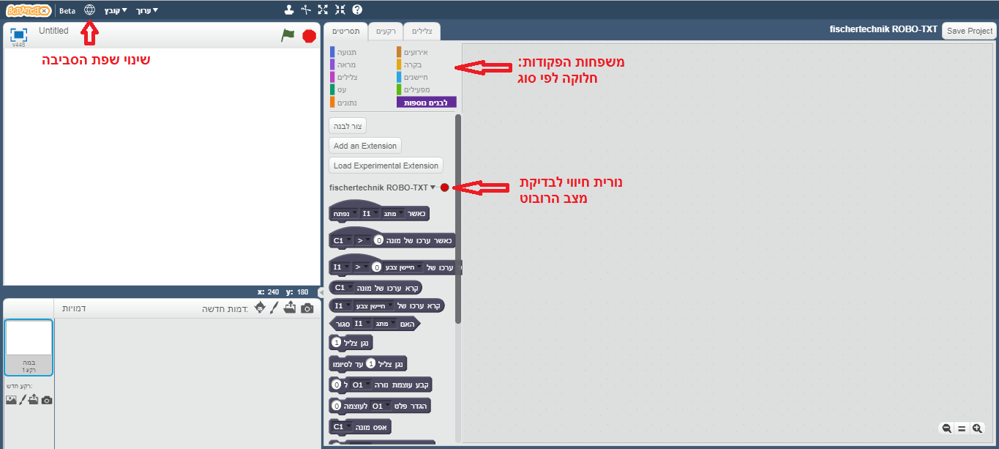 SCRATCHX
Beta
קובץ ▾
ערוך ▾
fischertechnik ROBO-TXT
Save Project
v448
Untitled
שינוי שפת הסביבה
x: 240 y: 180
דמויות
דמות חדשה:
במה
רקע 1
רקע חדש:
תסריטים
רקעים
צלילים
תנועה
מראה
צלילים
עט
נתונים
אירועים
בקרה
חיישנים
מפעילים
לבנים נוספות
משפחות הפקודות:
חלוקה לפי סוג
צור לבנה
Add an Extension
Load Experimental Extension
fischertechnik ROBO-TXT ▾
נורית חיווי לבדיקת
מצב הרובוט
כאשר מתג I1 נפתח
כאשר ערכו של מונה 0 > C1
ערכו של חיישן צבע 0 > I1
קרא ערכו של מונה C1
קרא ערכו של חיישן צבע I1
האם מתג I1 סגור
נגן צליל 1
נגן צליל 1 עד לסיומו
קבע עוצמת נורה O1 ל 0
הגדר פלט O1 לעוצמה 0
אפס מונה C1